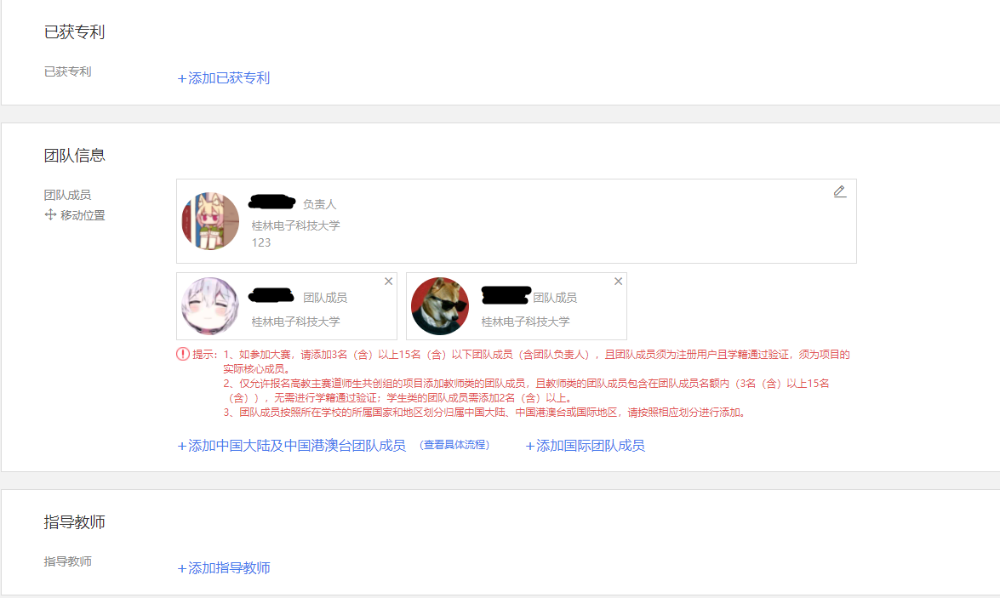 已获专利
已获专利
+添加已获专利
团队信息
团队成员
移动位置
负责人
桂林电子科技大学
123
团队成员
桂林电子科技大学
团队成员
桂林电子科技大学
提示：1、如参加大赛，请添加3名（含）以上15名（含）以下团队成员（含团队负责人），且团队成员须为注册用户且学籍通过验证，须为项目的
实际核心成员。
2、仅允许报名高教主赛道师生共创组的项目添加教师类的团队成员，且教师类的团队成员包含在团队成员名额内（3名（含）以上15名
（含）），无需进行学籍通过验证；学生类的团队成员需添加2名（含）以上。
3、团队成员按照所在学校的所属国家和地区划分归属中国大陆、中国港澳台或国际地区，请按照相应划分进行添加。
+添加中国大陆及中国港澳台团队成员 （查看具体流程） +添加国际团队成员
指导教师
指导教师
+添加指导教师